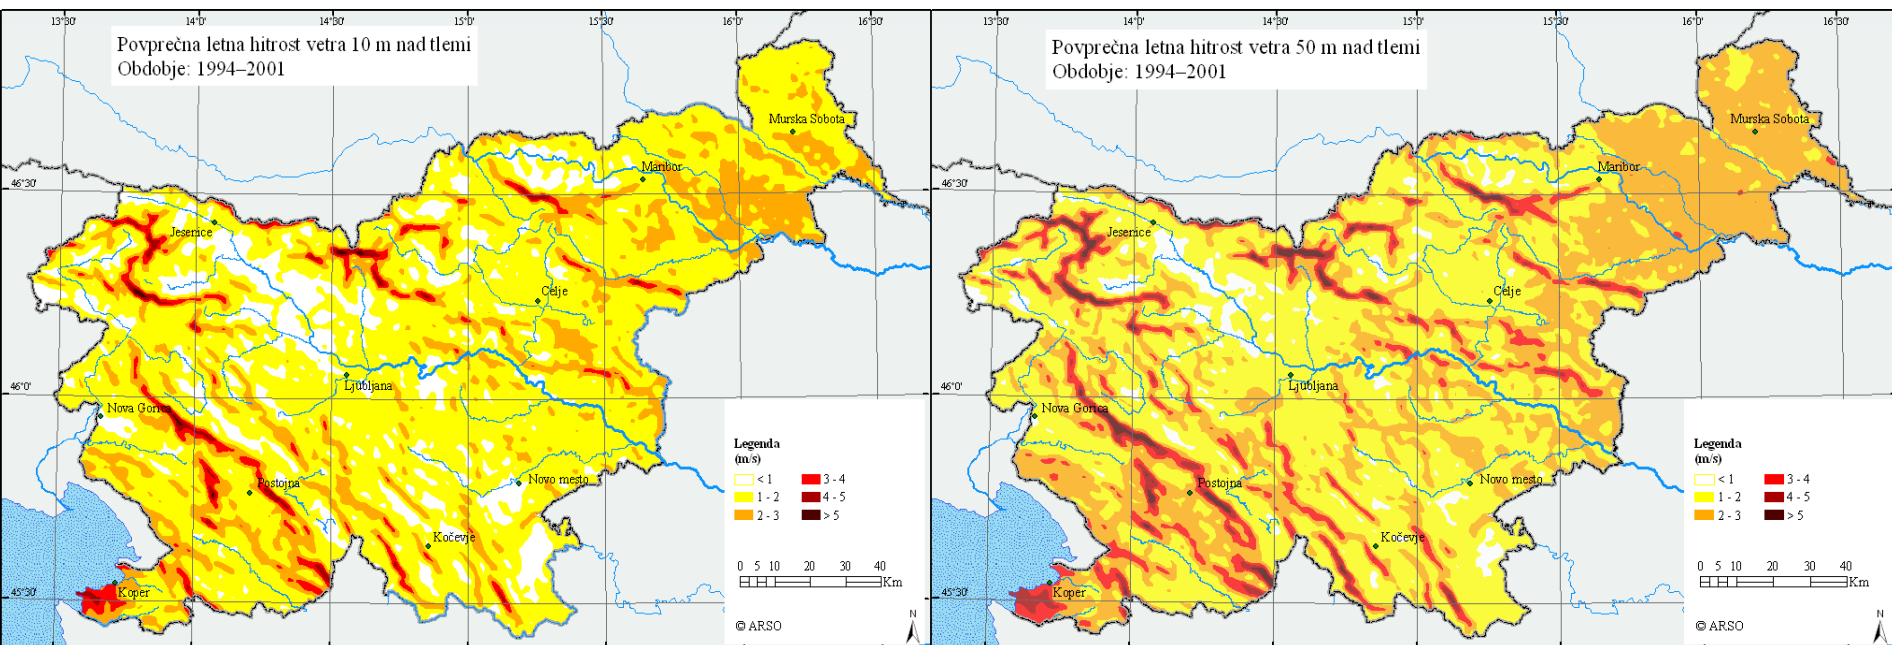 13°30'
14°0'
14°30'
15°0'
15°30'
16°0'
16°30'
Povprečna letna hitrost vetra 10 m nad tlemi
Obdobje: 1994–2001
Murska Sobota
Maribor
46°30'
Jesenice
Celje
46°0'
Ljubljana
Nova Gorica
Postojna
Novo mesto
Kočevje
45°30'
Koper
Legenda
(m/s)
< 1
3 - 4
1 - 2
4 - 5
2 - 3
> 5
0 5 10 20 30 40
Km
© ARSO
N
13°30'
14°0'
14°30'
15°0'
15°30'
16°0'
16°30'
Povprečna letna hitrost vetra 50 m nad tlemi
Obdobje: 1994–2001
Murska Sobota
Maribor
46°30'
Jesenice
Celje
46°0'
Ljubljana
Nova Gorica
Postojna
Novo mesto
Kočevje
45°30'
Koper
Legenda
(m/s)
< 1
3 - 4
1 - 2
4 - 5
2 - 3
> 5
0 5 10 20 30 40
Km
© ARSO
N